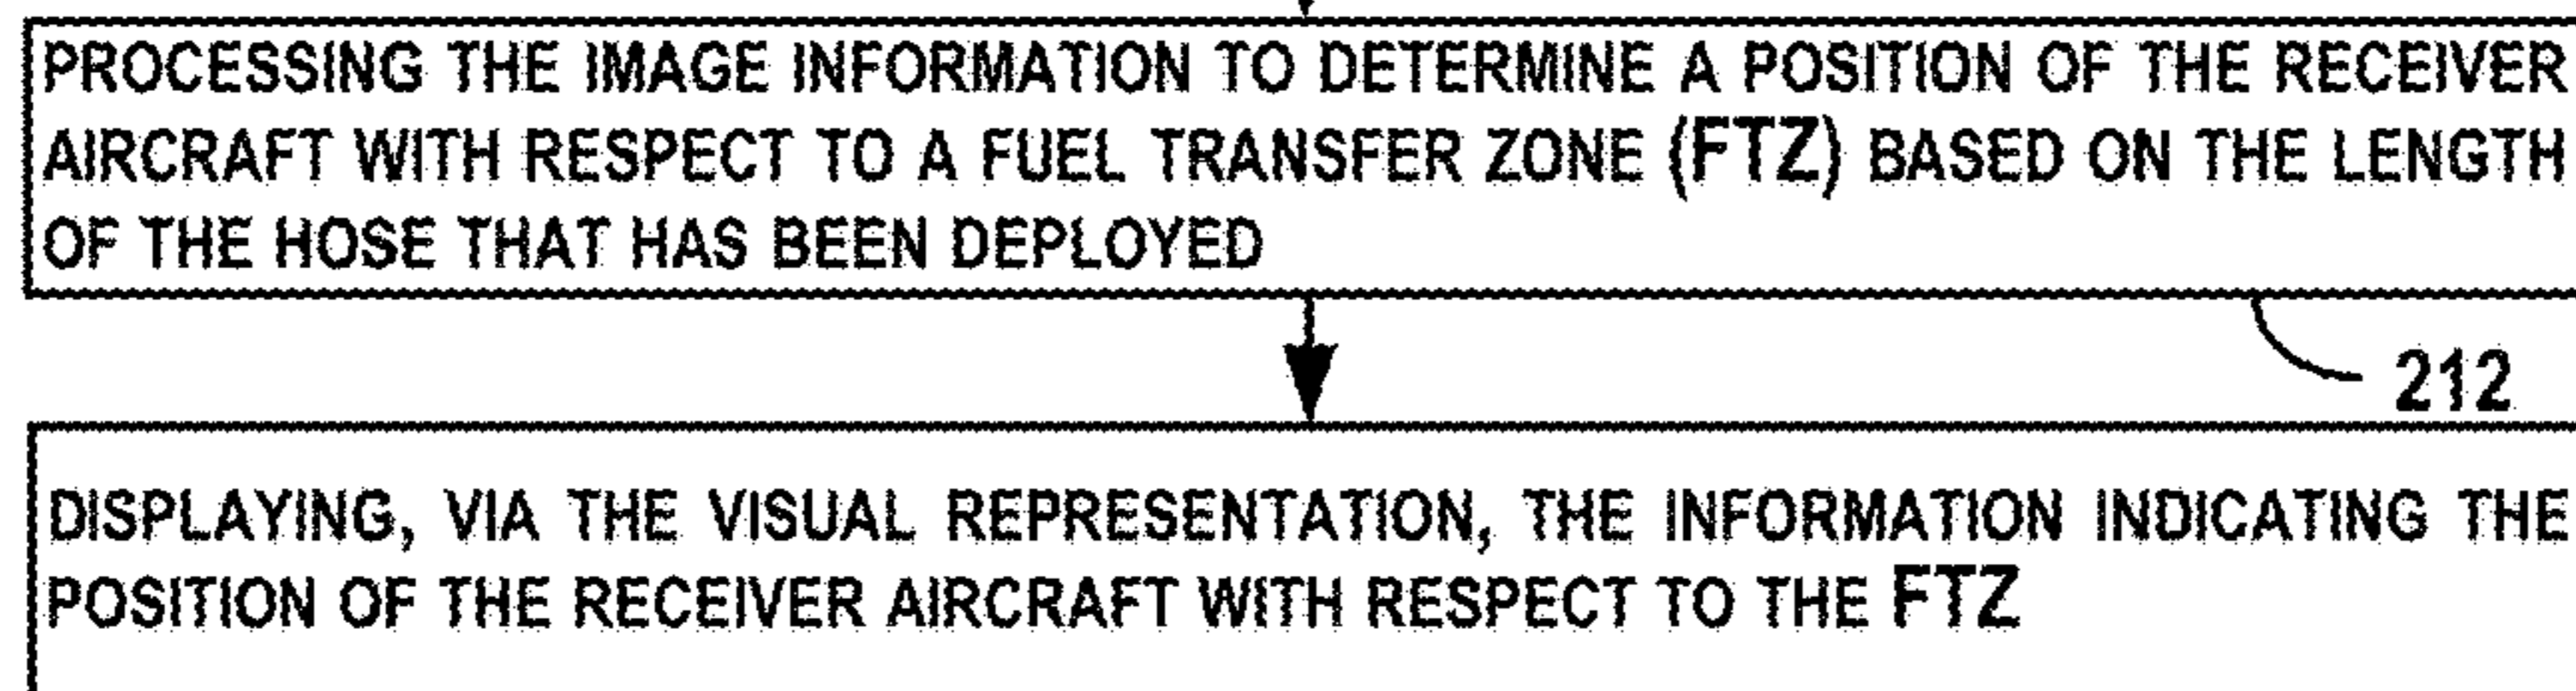 PROCESSING THE IMAGE INFORMATION TO DETERMINE A POSITION OF THE RECEIVER
AIRCRAFT WITH RESPECT TO A FUEL TRANSFER ZONE (FTZ) BASED ON THE LENGTH
OF THE HOSE THAT HAS BEEN DEPLOYED
212
DISPLAYING, VIA THE VISUAL REPRESENTATION, THE INFORMATION INDICATING THE
POSITION OF THE RECEIVER AIRCRAFT WITH RESPECT TO THE FTZ